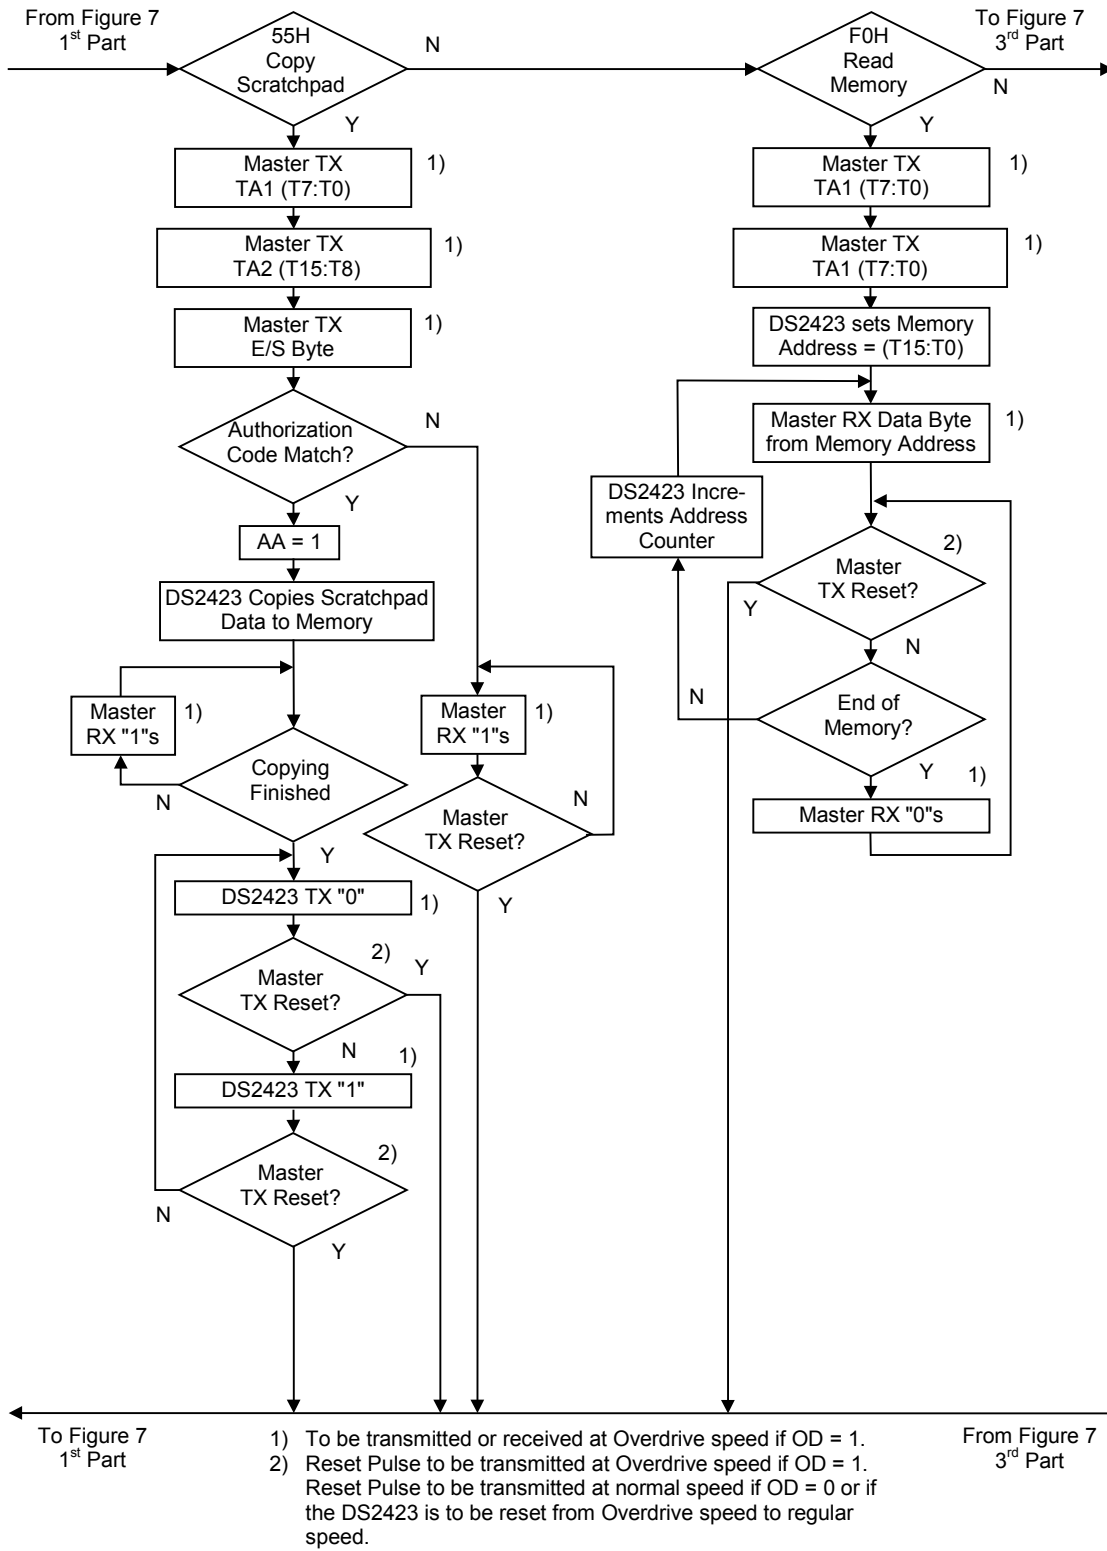 From Figure 7
1st Part
55H
Copy
Scratchpad
N
Y
F0H
Read
Memory
N
Y
To Figure 7
3rd Part
Master TX
TA1 (T7:T0)
1)
Master TX
TA2 (T15:T8)
1)
Master TX
E/S Byte
1)
Authorization
Code Match?
N
Y
AA = 1
DS2423 Copies Scratchpad
Data to Memory
Master
RX "1"s
1)
Copying
Finished
N
Y
DS2423 TX "0"
1)
Master
TX Reset?
2)
Y
N
DS2423 TX "1"
1)
Master
TX Reset?
2)
N
Y
Master
RX "1"s
1)
Master
TX Reset?
N
Y
Master TX
TA1 (T7:T0)
1)
Master TX
TA1 (T7:T0)
1)
DS2423 sets Memory
Address = (T15:T0)
Master RX Data Byte
from Memory Address
1)
DS2423 Incre-
ments Address
Counter
Master
TX Reset?
2)
Y
N
End of
Memory?
N
Y
Master RX "0"s
1)
To Figure 7
1st Part
From Figure 7
3rd Part
1) To be transmitted or received at Overdrive speed if OD = 1.
2) Reset Pulse to be transmitted at Overdrive speed if OD = 1.
Reset Pulse to be transmitted at normal speed if OD = 0 or if
the DS2423 is to be reset from Overdrive speed to regular
speed.